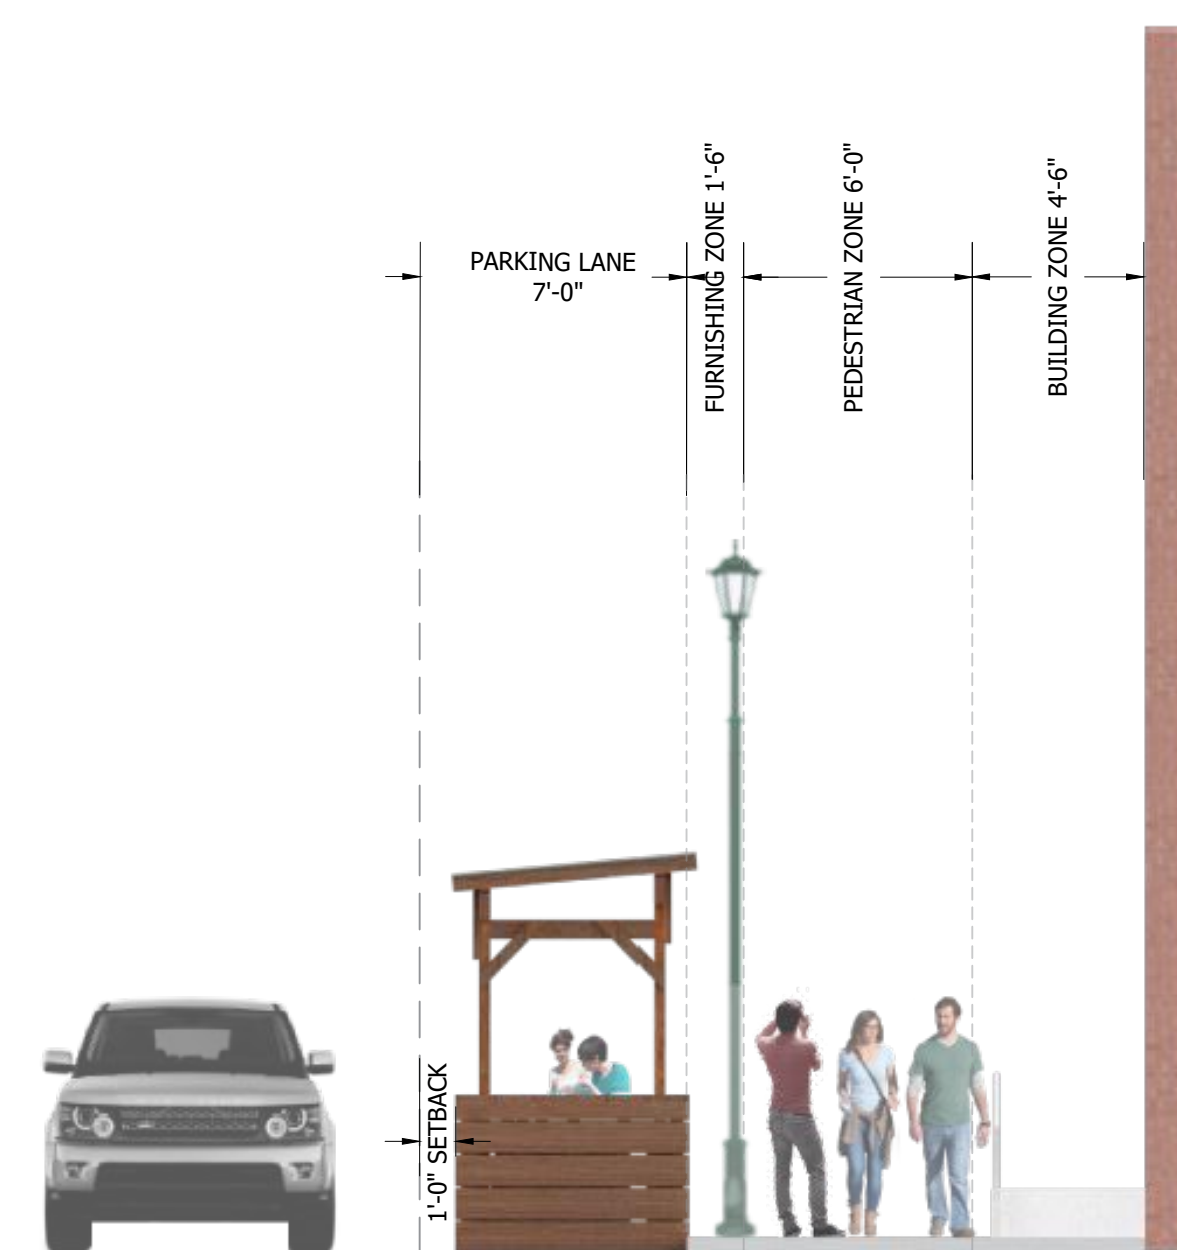 PARKING LANE
7'-0"
FURNISHING ZONE 1'-6"
PEDESTRIAN ZONE 6'-0"
BUILDING ZONE 4'-6"
1'-0" SETBACK